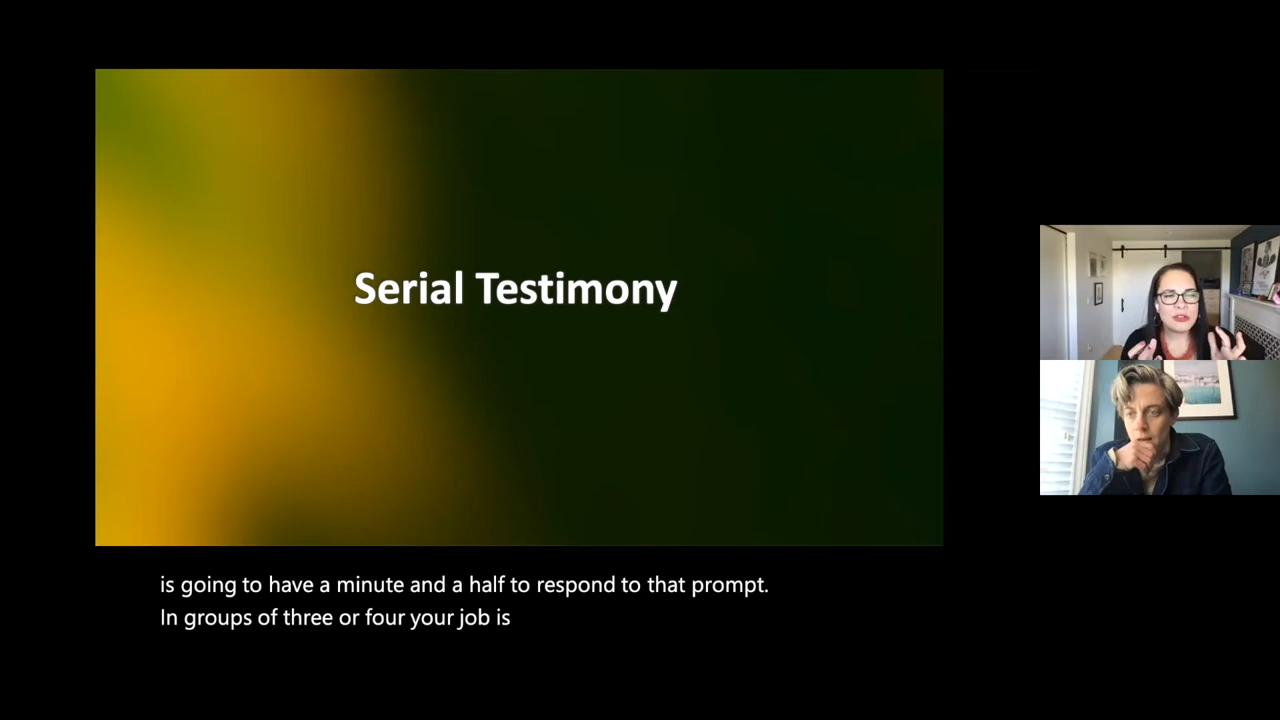 Serial Testimony
is going to have a minute and a half to respond to that prompt.
In groups of three or four your job is